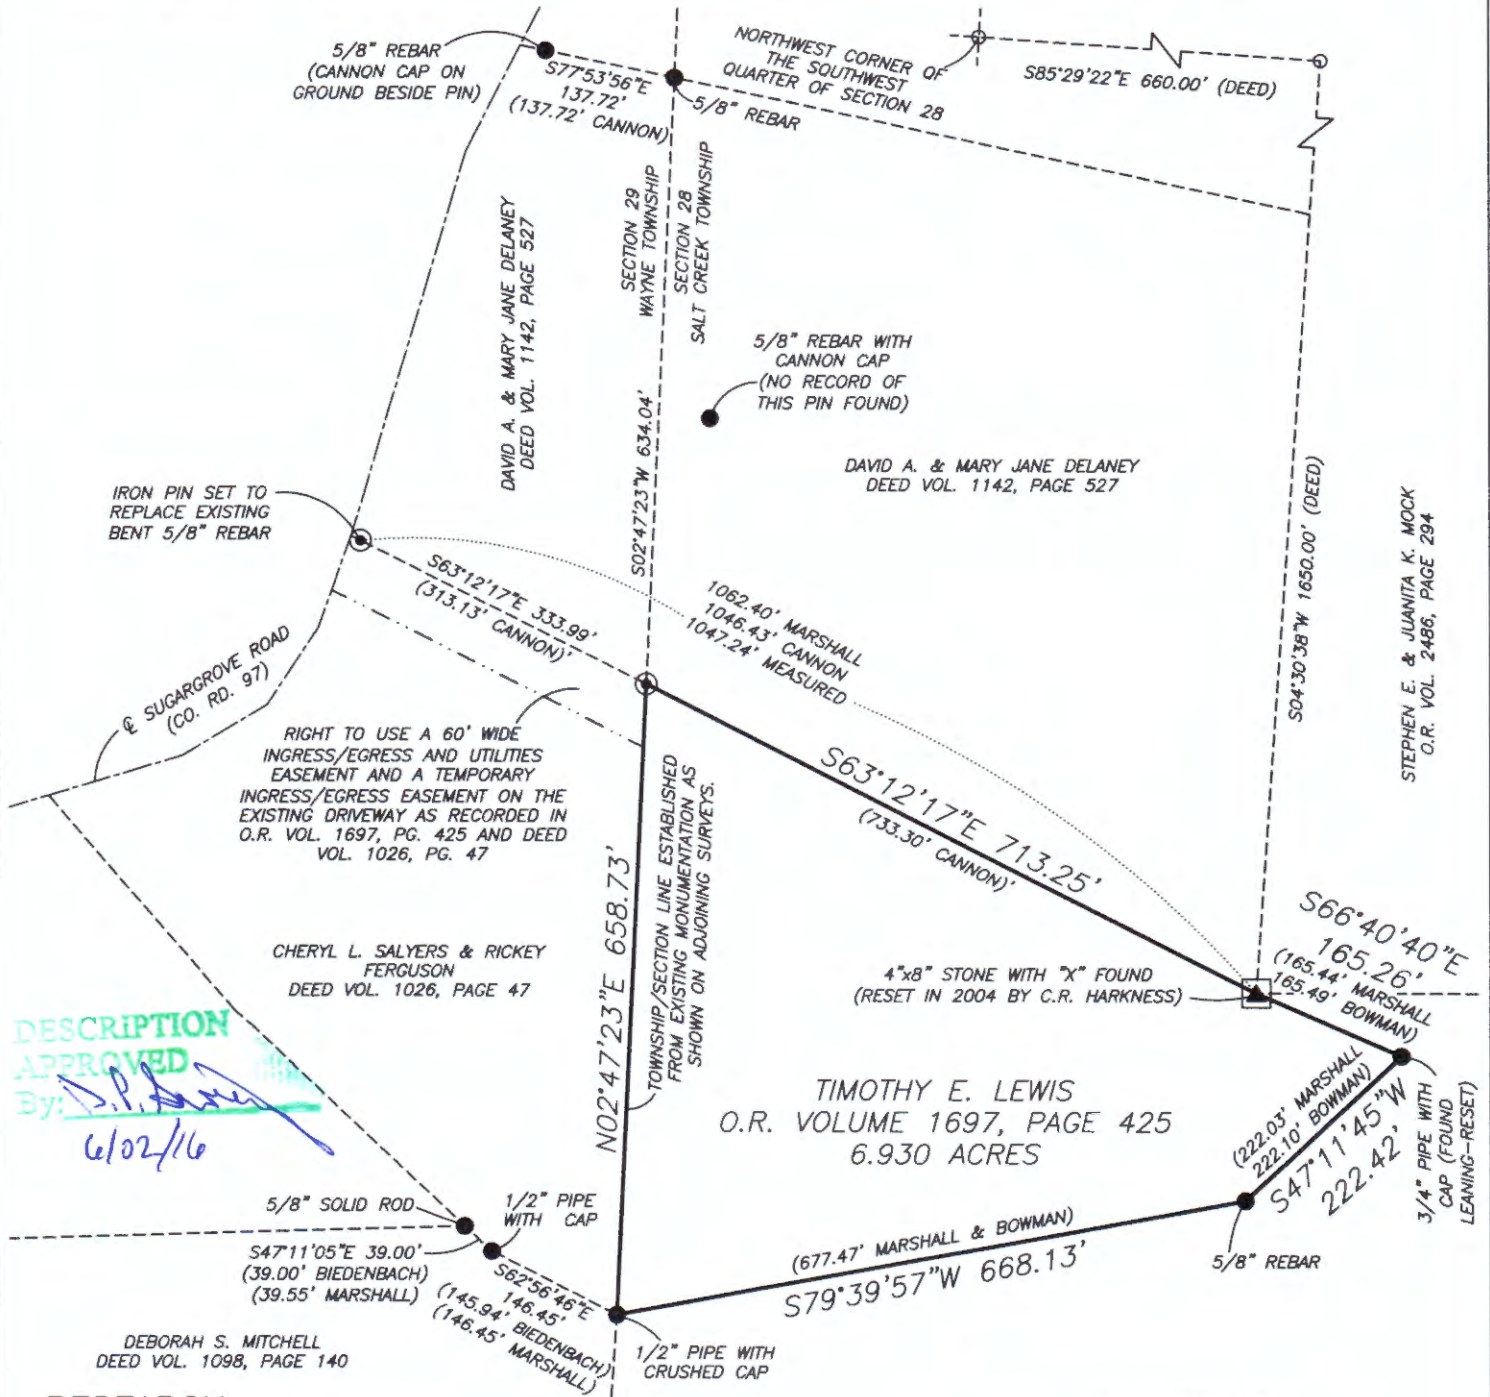 5/8" REBAR
(CANNON CAP ON
GROUND BESIDE PIN)
S77°53'56"E
137.72'
(137.72' CANNON)
5/8" REBAR
NORTHWEST CORNER OF
THE SOUTHWEST
QUARTER OF SECTION 28
S85°29'22"E 660.00' (DEED)
SECTION 29
WAYNE TOWNSHIP
SECTION 28
SALT CREEK TOWNSHIP
DAVID A. & MARY JANE DELANEY
DEED VOL. 1142, PAGE 527
5/8" REBAR WITH
CANNON CAP
(NO RECORD OF
THIS PIN FOUND)
S02°47'23"W 634.04'
DAVID A. & MARY JANE DELANEY
DEED VOL. 1142, PAGE 527
S04°30'38"W 1650.00' (DEED)
STEPHEN E. & JUANITA K. MOCK
O.R. VOL. 2486, PAGE 294
IRON PIN SET TO
REPLACE EXISTING
BENT 5/8" REBAR
S63°12'17"E 333.99'
(313.13' CANNON)'
1062.40' MARSHALL
1046.43' CANNON
1047.24' MEASURED
℄ SUGARGROVE ROAD
(CO. RD. 97)
RIGHT TO USE A 60' WIDE
INGRESS/EGRESS AND UTILITIES
EASEMENT AND A TEMPORARY
INGRESS/EGRESS EASEMENT ON THE
EXISTING DRIVEWAY AS RECORDED IN
O.R. VOL. 1697, PG. 425 AND DEED
VOL. 1026, PG. 47
S63°12'17"E 713.25'
(733.30' CANNON)'
N02°47'23"E 658.73'
TOWNSHIP/SECTION LINE ESTABLISHED
FROM EXISTING MONUMENTATION AS
SHOWN ON ADJOINING SURVEYS.
CHERYL L. SALYERS & RICKEY
FERGUSON
DEED VOL. 1026, PAGE 47
4"x8" STONE WITH "X" FOUND
(RESET IN 2004 BY C.R. HARKNESS)
S66°40'40"E
165.26'
(165.44' MARSHALL
165.49' BOWMAN)
DESCRIPTION
APPROVED
By:
6/02/16
TIMOTHY E. LEWIS
O.R. VOLUME 1697, PAGE 425
6.930 ACRES
(222.03' MARSHALL
222.10' BOWMAN)
S47°11'45"W
222.42'
3/4" PIPE WITH
CAP (FOUND
LEANING-RESET)
5/8" SOLID ROD
1/2" PIPE
WITH CAP
S47°11'05"E 39.00'
(39.00' BIEDENBACH)
(39.55' MARSHALL)
S62°56'46"E
146.45'
(145.94' BIEDENBACH)
(146.45' MARSHALL)
(677.47' MARSHALL & BOWMAN)
S79°39'57"W 668.13'
5/8" REBAR
DEBORAH S. MITCHELL
DEED VOL. 1098, PAGE 140
1/2" PIPE WITH
CRUSHED CAP